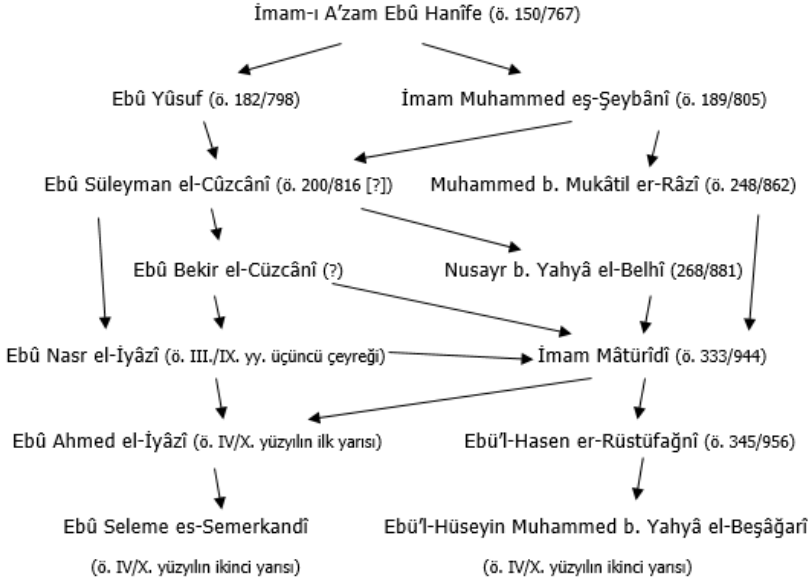 İmam-ı A'zam Ebû Hanîfe (ö. 150/767)
Ebû Yûsuf (ö. 182/798) İmam Muhammed eş-Şeybânî (ö. 189/805)
Ebû Süleyman el-Cûzcânî (ö. 200/816 [?]) Muhammed b. Mukâtil er-Râzî (ö. 248/862)
Ebû Bekir el-Cüzcânî (?) Nusayr b. Yahyâ el-Belhî (268/881)
Ebû Nasr el-İyâzî (ö. III./IX. yy. üçüncü çeyreği) İmam Mâtürîdî (ö. 333/944)
Ebû Ahmed el-İyâzî (ö. IV/X. yüzyılın ilk yarısı) Ebü'l-Hasen er-Rüstüfağnî (ö. 345/956)
Ebû Seleme es-Semerkandî Ebü'l-Hüseyin Muhammed b. Yahyâ el-Beşâğarî
(ö. IV/X. yüzyılın ikinci yarısı) (ö. IV/X. yüzyılın ikinci yarısı)